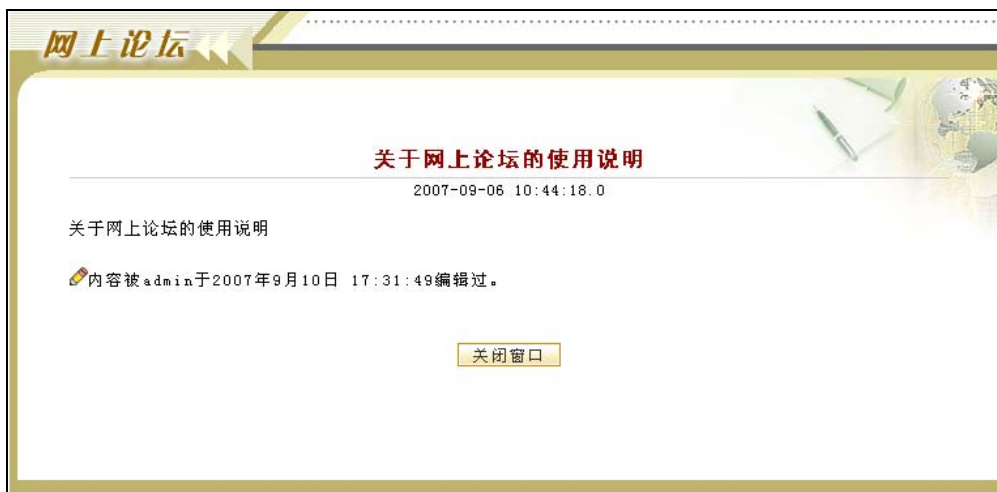 网上论坛
关于网上论坛的使用说明
2007-09-06 10:44:18.0
关于网上论坛的使用说明
内容被admin于2007年9月10日 17:31:49编辑过。
关闭窗口